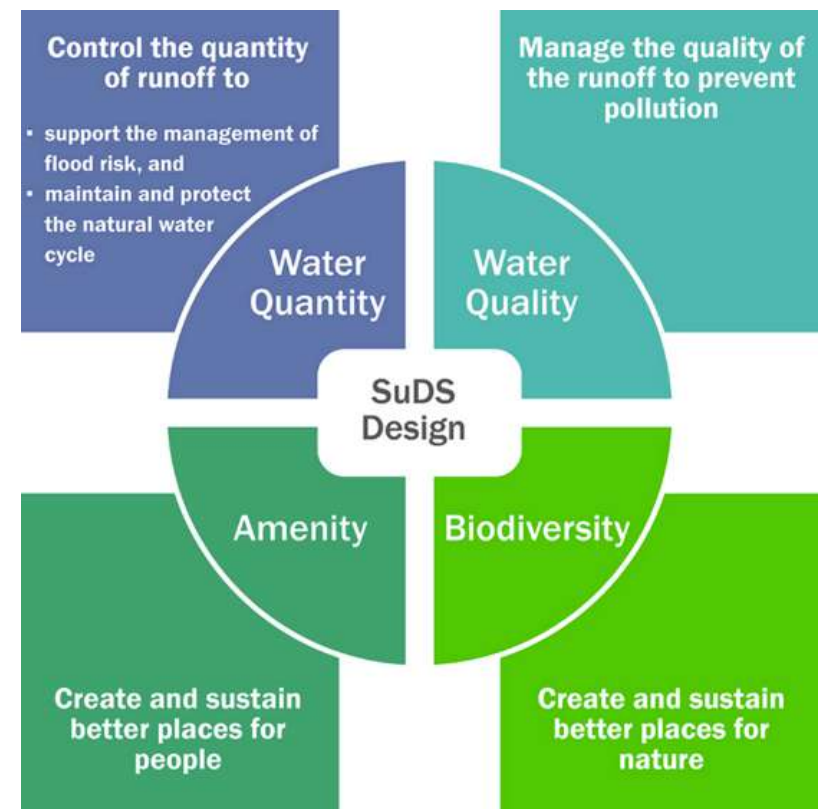 Control the quantity
of runoff to
▪ support the management of
flood risk, and
▪ maintain and protect
the natural water
cycle
Manage the quality of
the runoff to prevent
pollution
Water
Quantity
Water
Quality
SuDS
Design
Amenity
Biodiversity
Create and sustain
better places for
people
Create and sustain
better places for
nature